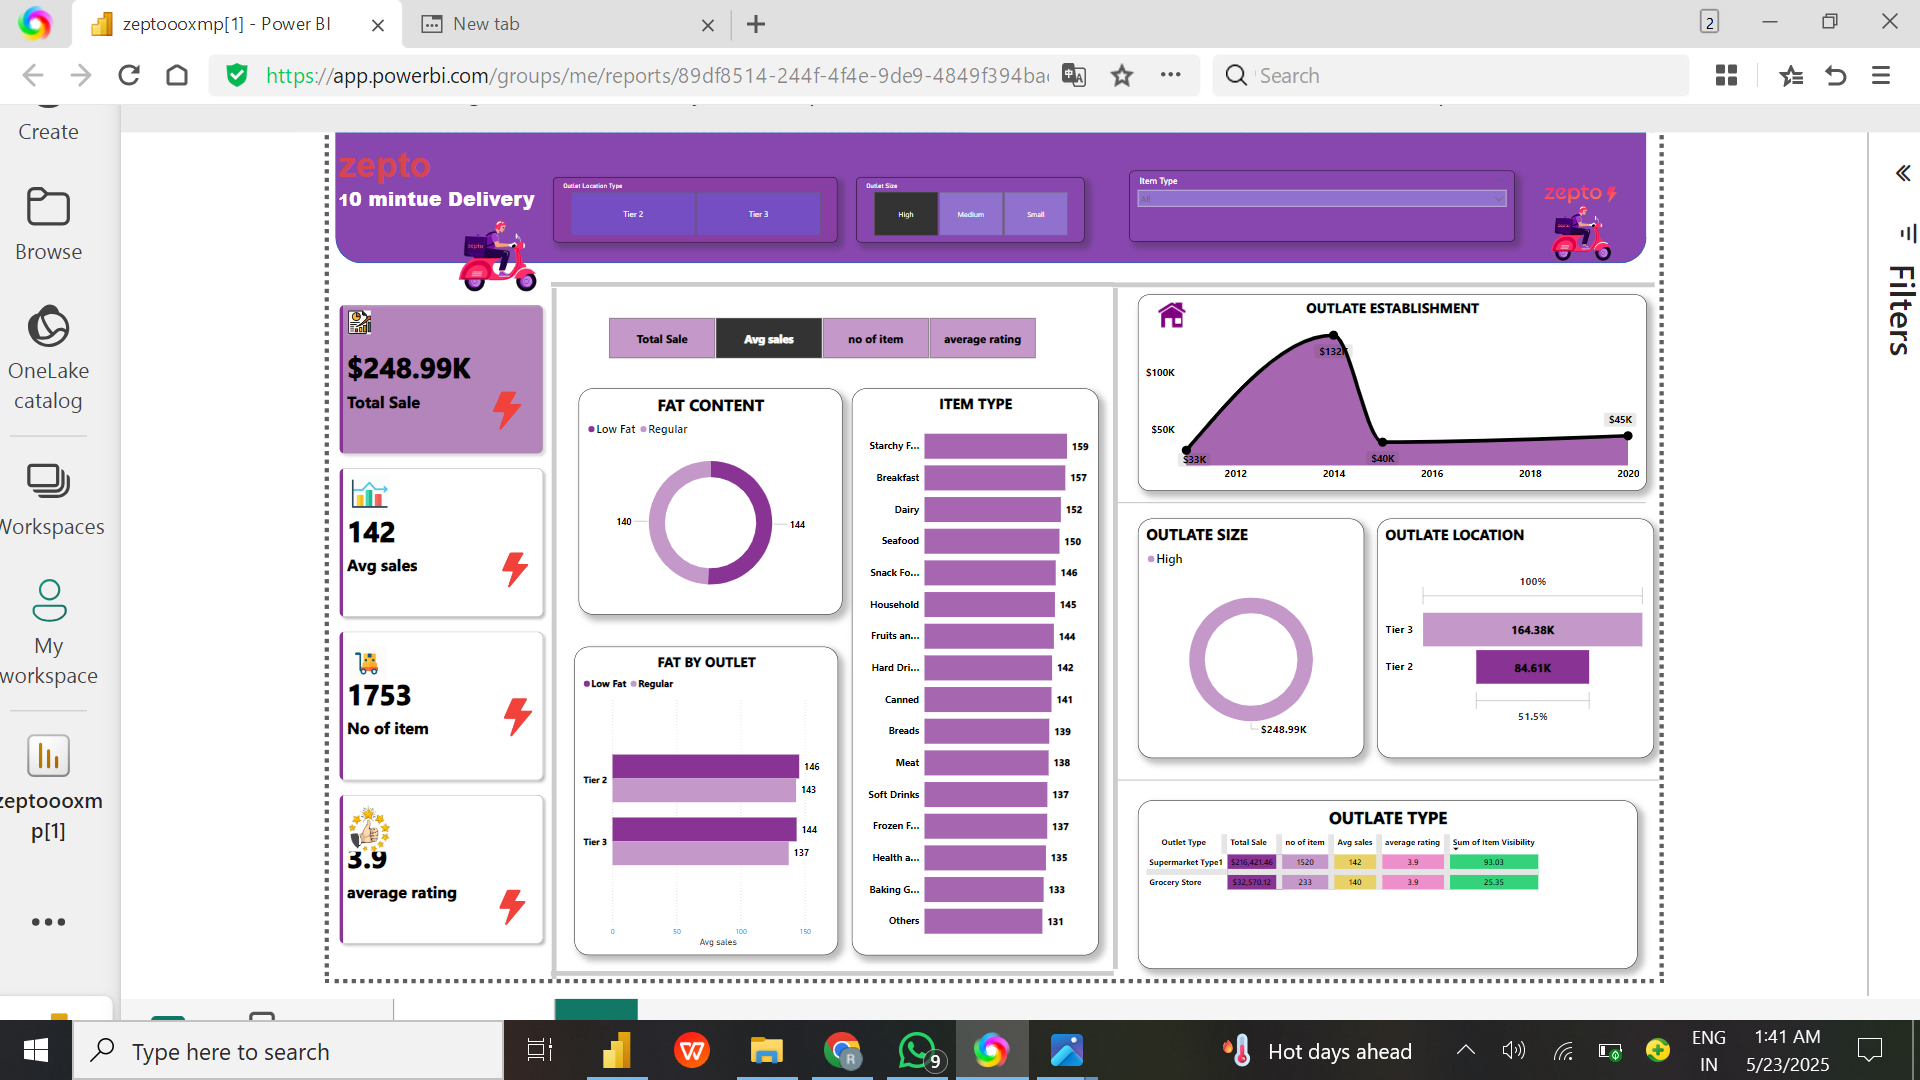 zeptoooxmp[1] - Power BI
New tab
2
https://app.powerbi.com/groups/me/reports/89df8514-244f-4f4e-9de9-4849f394ba
Search
Create
Browse
OneLake
catalog
Workspaces
My
workspace
zeptoooxm
p[1]
zepto
10 mintue Delivery
Outlet Location Type
Tier 2
Tier 3
Outlet Size
High
Medium
Small
Item Type
All
zepto
$248.99K
Total Sale
142
Avg sales
1753
No of item
3.9
average rating
Total Sale
Avg sales
no of item
average rating
FAT CONTENT
Low Fat
Regular
140
144
FAT BY OUTLET
Low Fat
Regular
Tier 2
146
143
Tier 3
144
137
0
50
100
150
Avg sales
ITEM TYPE
Starchy F... 159
Breakfast 157
Dairy 152
Seafood 150
Snack Fo... 146
Household 145
Fruits an... 144
Hard Dri... 142
Canned 141
Breads 139
Meat 138
Soft Drinks 137
Frozen F... 137
Health a... 135
Baking G... 133
Others 131
OUTLATE ESTABLISHMENT
$100K
$50K
$33K
$132K
$40K
$45K
2012
2014
2016
2018
2020
OUTLATE SIZE
High
$248.99K
OUTLATE LOCATION
100%
Tier 3 164.38K
Tier 2 84.61K
51.5%
OUTLATE TYPE
Outlet Type Total Sale no of item Avg sales average rating Sum of Item Visibility
Supermarket Type1 $216,421.46 1520 142 3.9 93.03
Grocery Store $32,570.12 233 140 3.9 25.35
Filters
Type here to search
9
Hot days ahead
ENG
IN
1:41 AM
5/23/2025